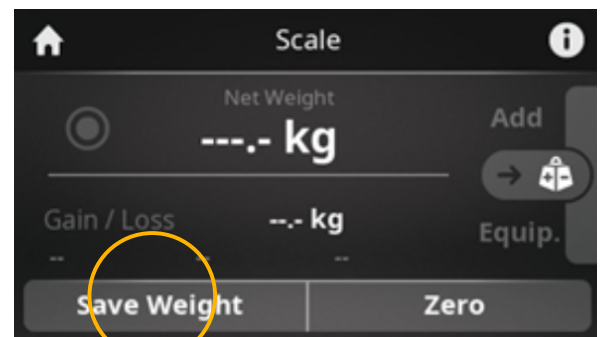 Scale
Net Weight
---.- kg
Add
Gain / Loss
--.- kg
Equip.
-- -- --
Save Weight
Zero